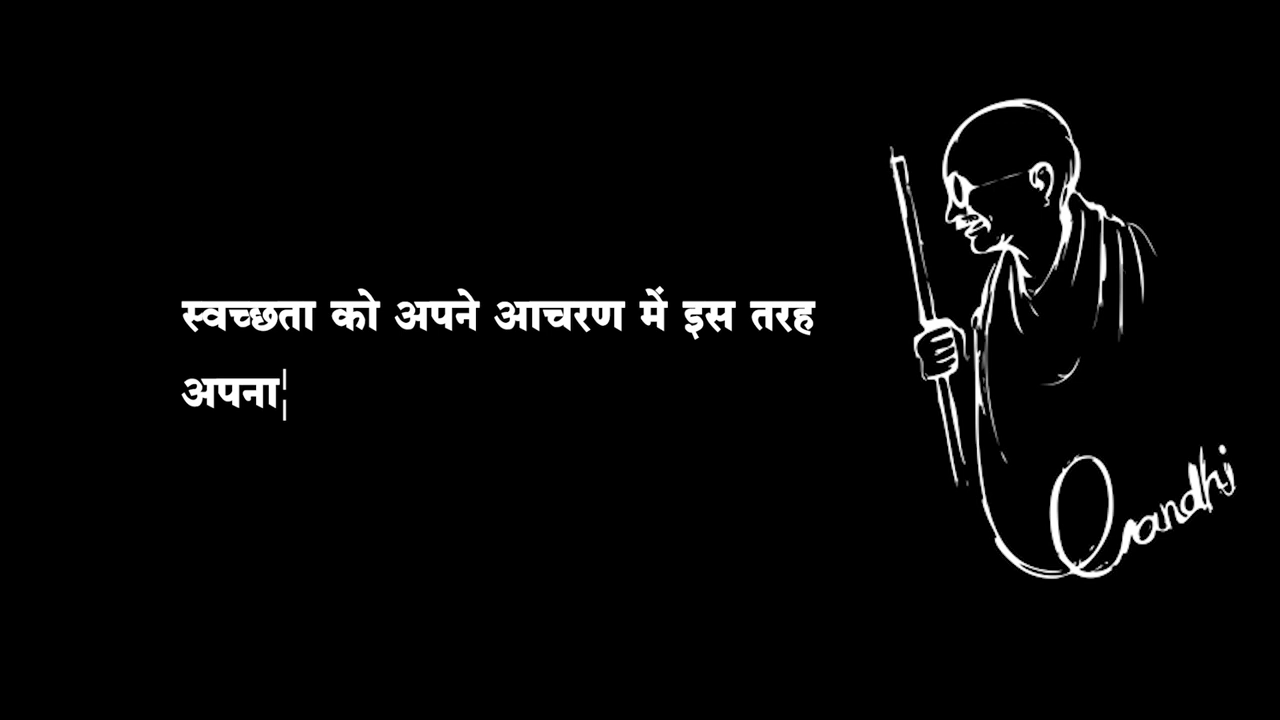 स्वच्छता को अपने आचरण में इस तरह
अपना
Gandhi